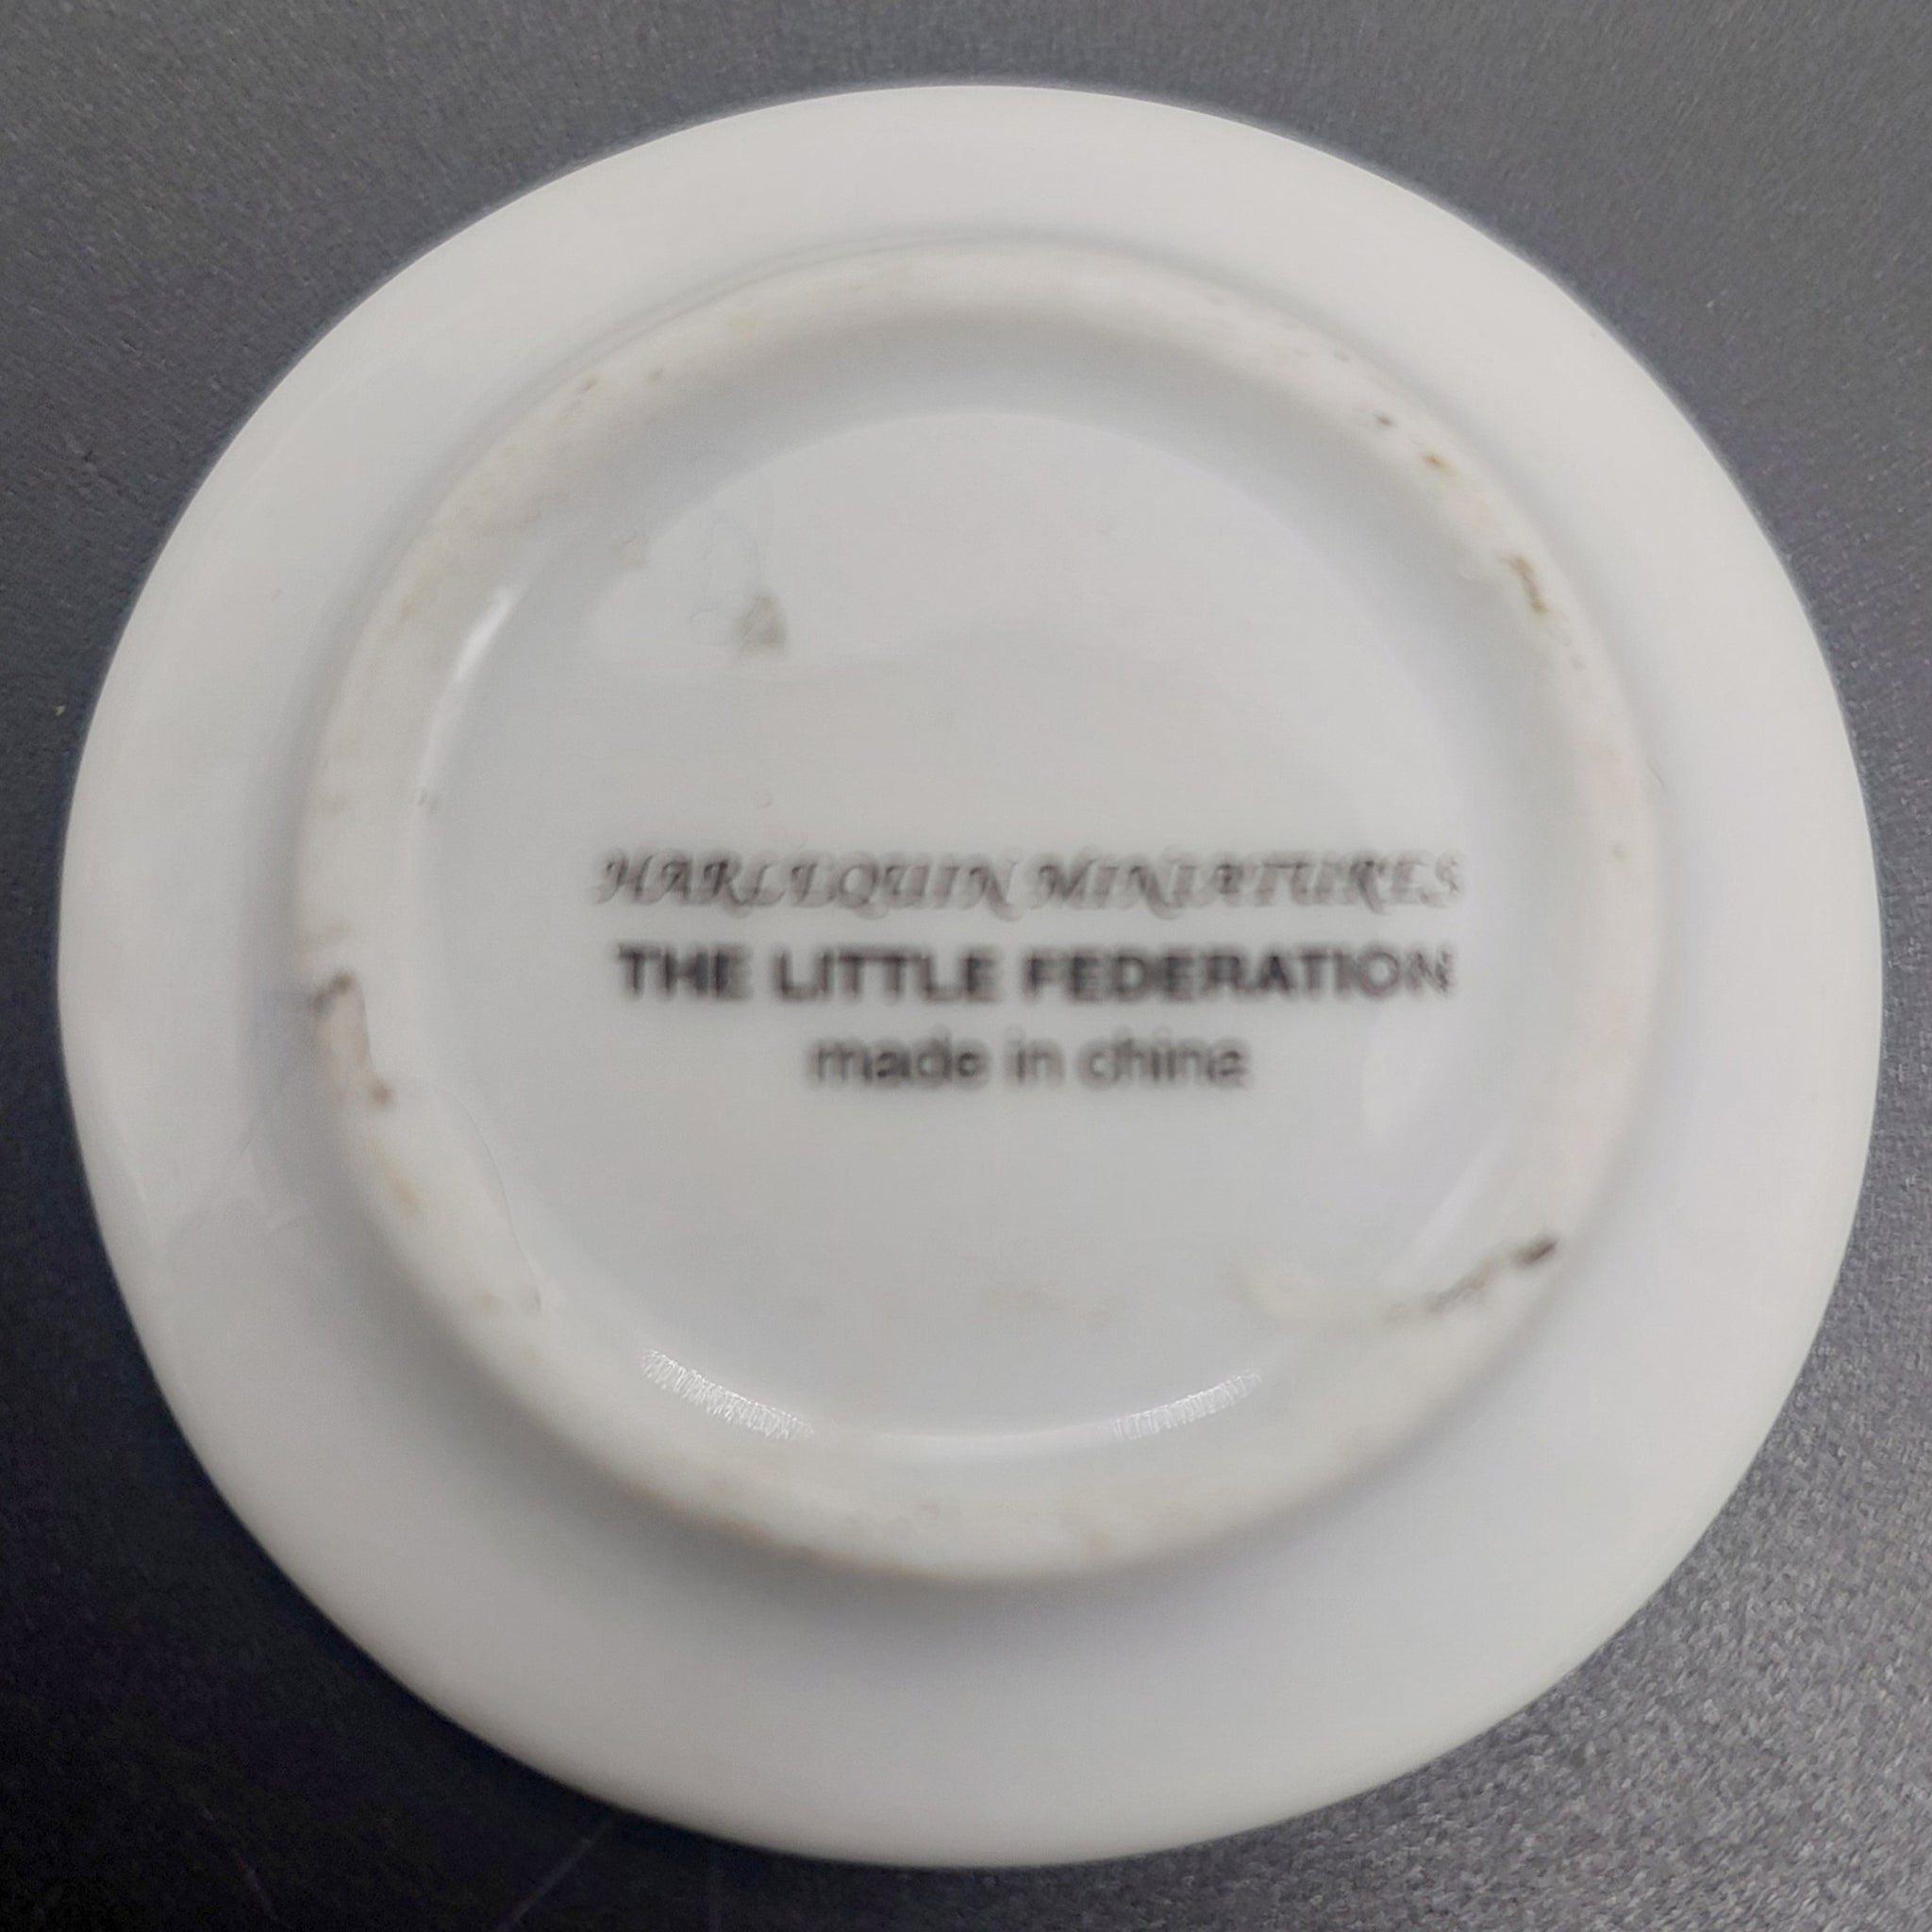 HARLEQUIN MINIATURES
THE LITTLE FEDERATION
made in china